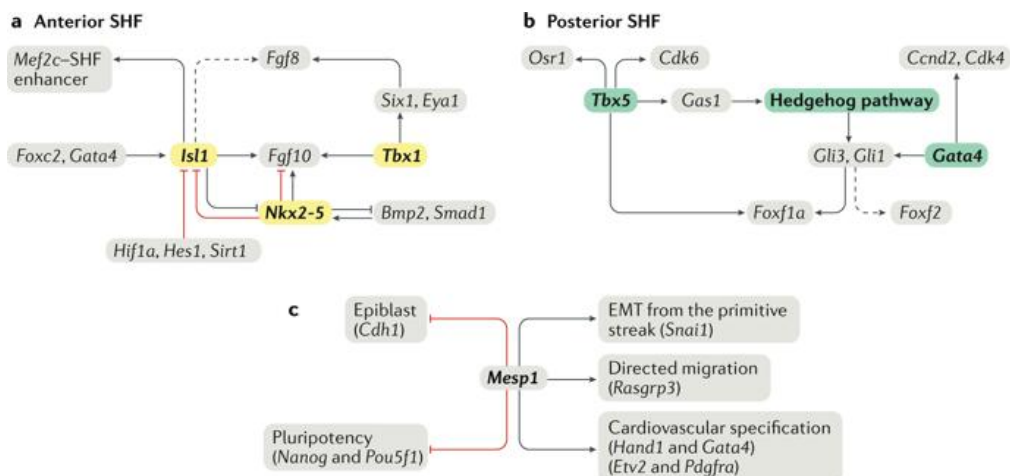 a Anterior SHF
Mef2c–SHF
enhancer
Fgf8
Six1, Eya1
Foxc2, Gata4
Isl1
Fgf10
Tbx1
Nkx2-5
Bmp2, Smad1
Hif1a, Hes1, Sirt1
b Posterior SHF
Osr1
Cdk6
Ccnd2, Cdk4
Tbx5
Gas1
Hedgehog pathway
Gli3, Gli1
Gata4
Foxf1a
Foxf2
c
Epiblast
(Cdh1)
EMT from the primitive
streak (Snai1)
Mesp1
Directed migration
(Rasgrp3)
Pluripotency
(Nanog and Pou5f1)
Cardiovascular specification
(Hand1 and Gata4)
(Etv2 and Pdgfra)